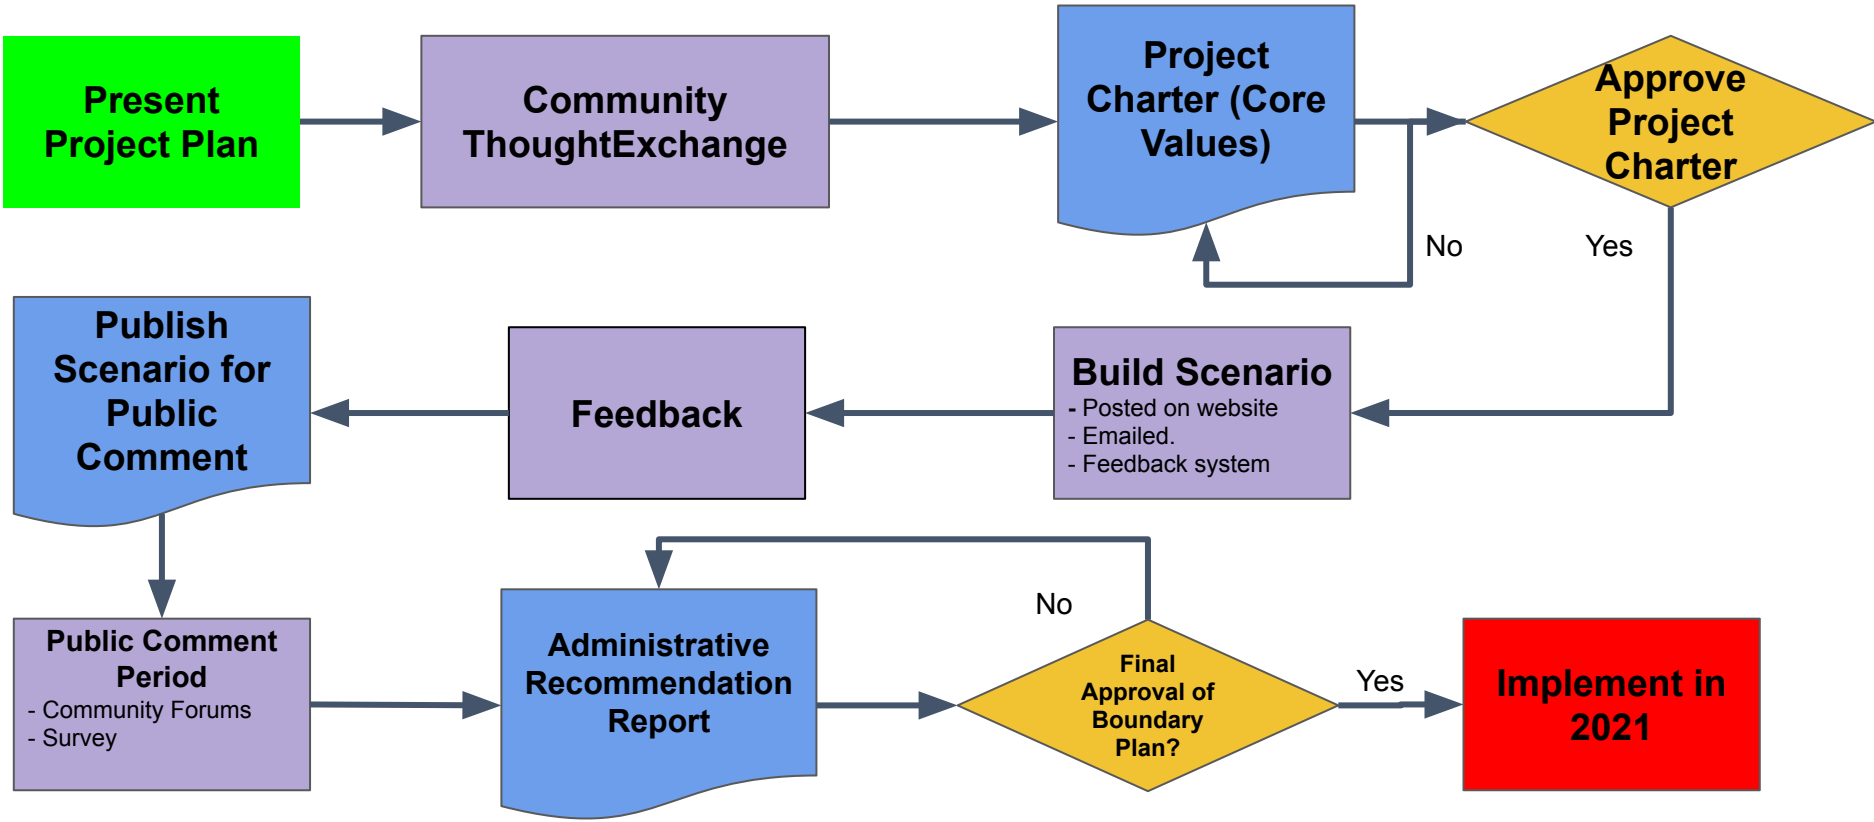 Present
Project Plan
Community
ThoughtExchange
Project
Charter (Core
Values)
Approve
Project
Charter
No
Yes
Publish
Scenario for
Public
Comment
Feedback
Build Scenario
- Posted on website
- Emailed.
- Feedback system
Public Comment
Period
- Community Forums
- Survey
Administrative
Recommendation
Report
No
Final
Approval of
Boundary
Plan?
Yes
Implement in
2021